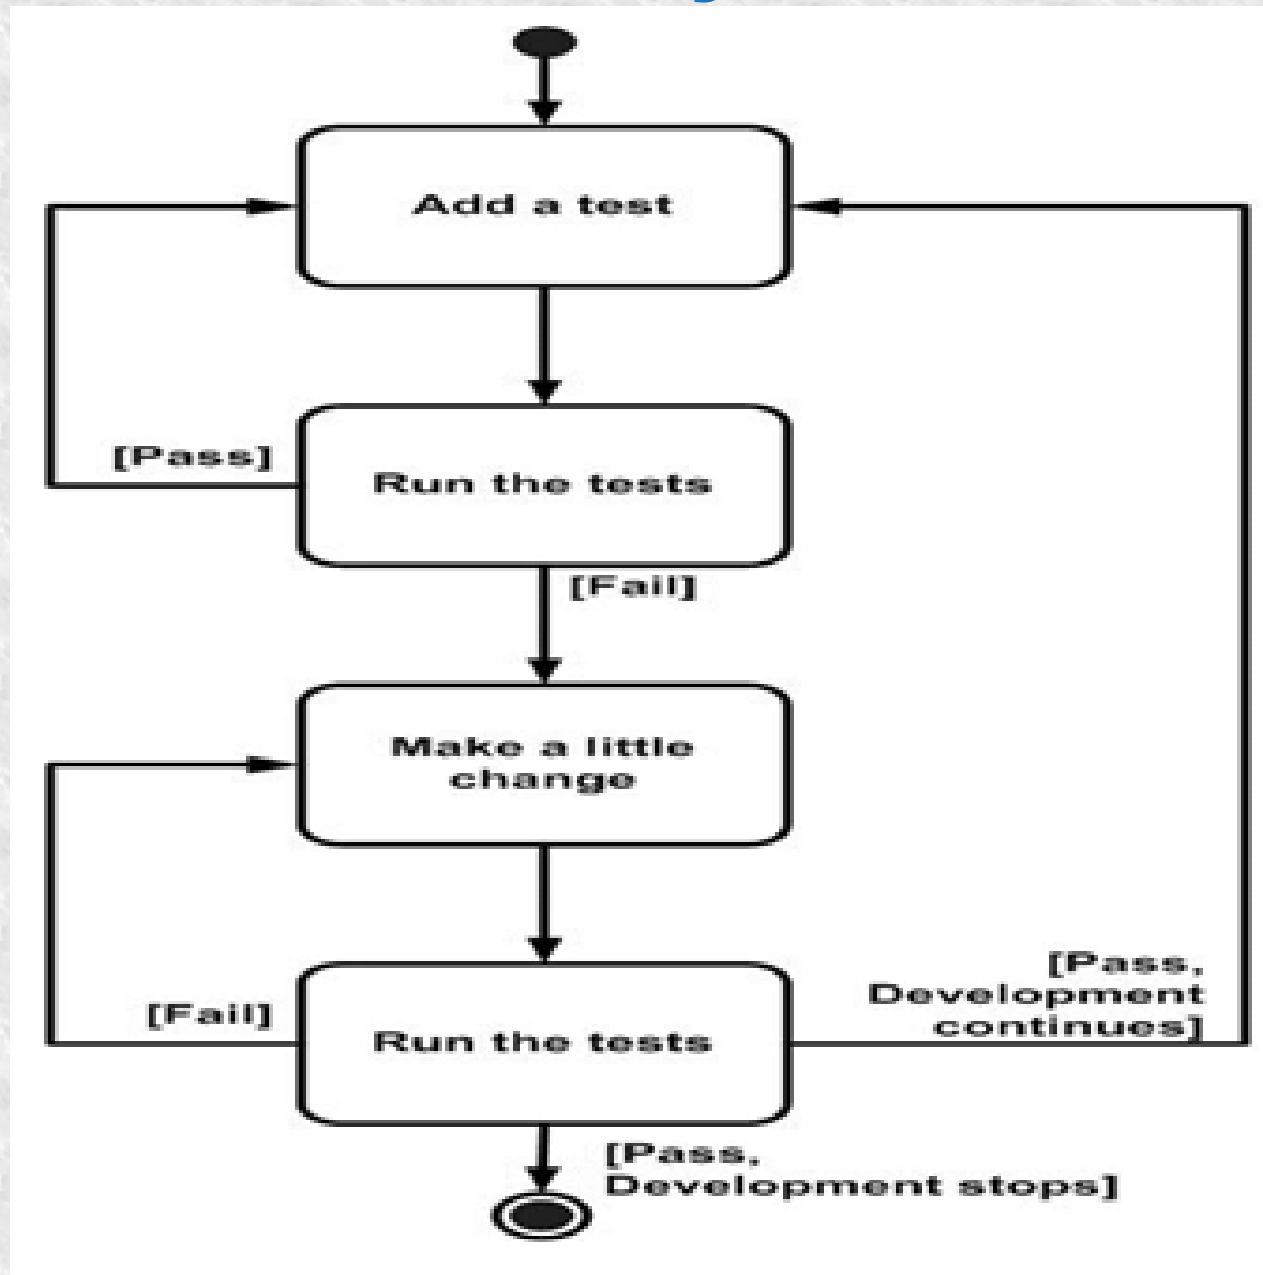 Add a test
[Pass]
Run the tests
[Fail]
Make a little
change
[Fail]
Run the tests
[Pass,
Development
continues]
[Pass,
Development stops]